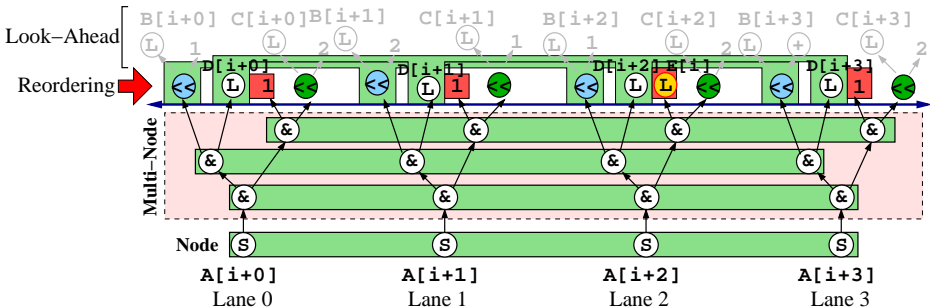 B[i+0] C[i+0] B[i+1] C[i+1] B[i+2] C[i+2] B[i+3] C[i+3]
Look-Ahead
L 1 L 2 L 2 L 1 L 1 L 2 L + L 2
D[i+0] D[i+1] D[i+2] E[i] D[i+3]
Reordering << L 1 << << L 1 << << L L << << L 1 <<
& & & &
& & & &
& & & &
Multi-Node
Node S S S S
A[i+0] A[i+1] A[i+2] A[i+3]
Lane 0 Lane 1 Lane 2 Lane 3